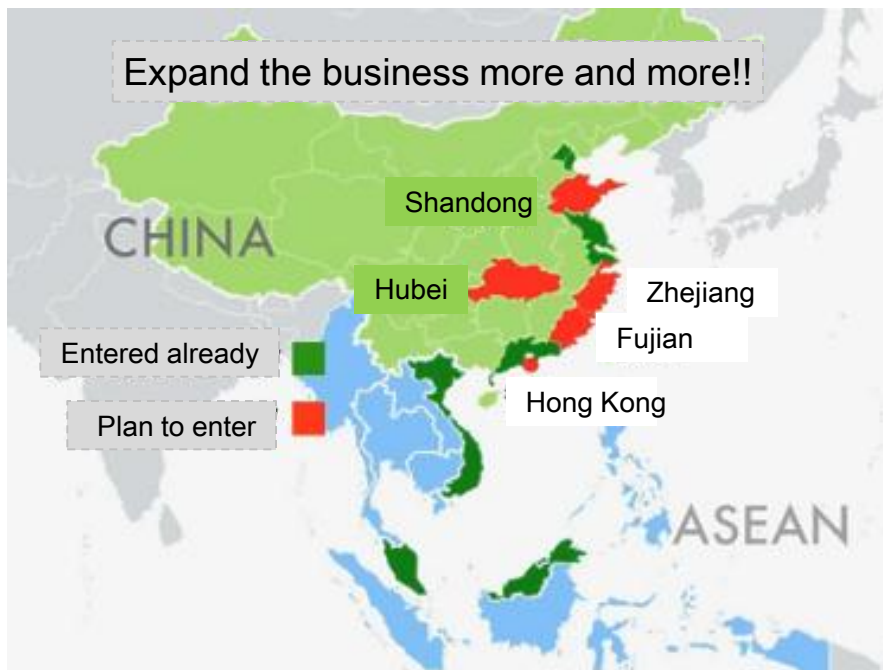 Expand the business more and more!!
Shandong
CHINA
Hubei
Zhejiang
Fujian
Entered already
Hong Kong
Plan to enter
ASEAN